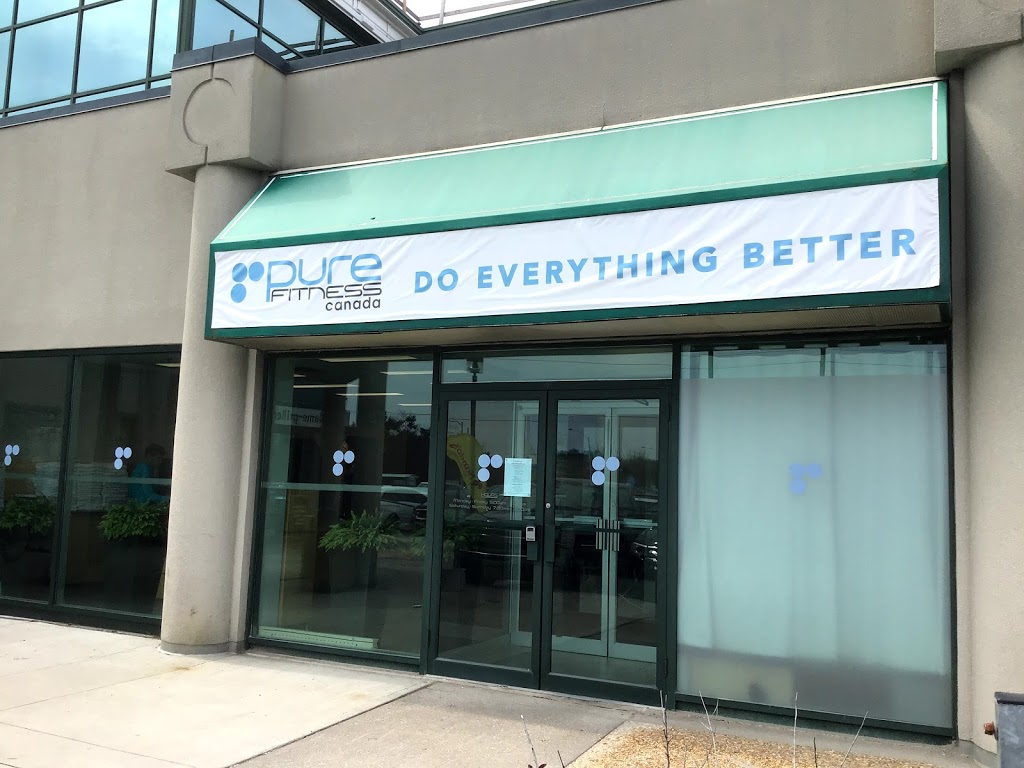 pure
FITNESS
canada
DO EVERYTHING BETTER